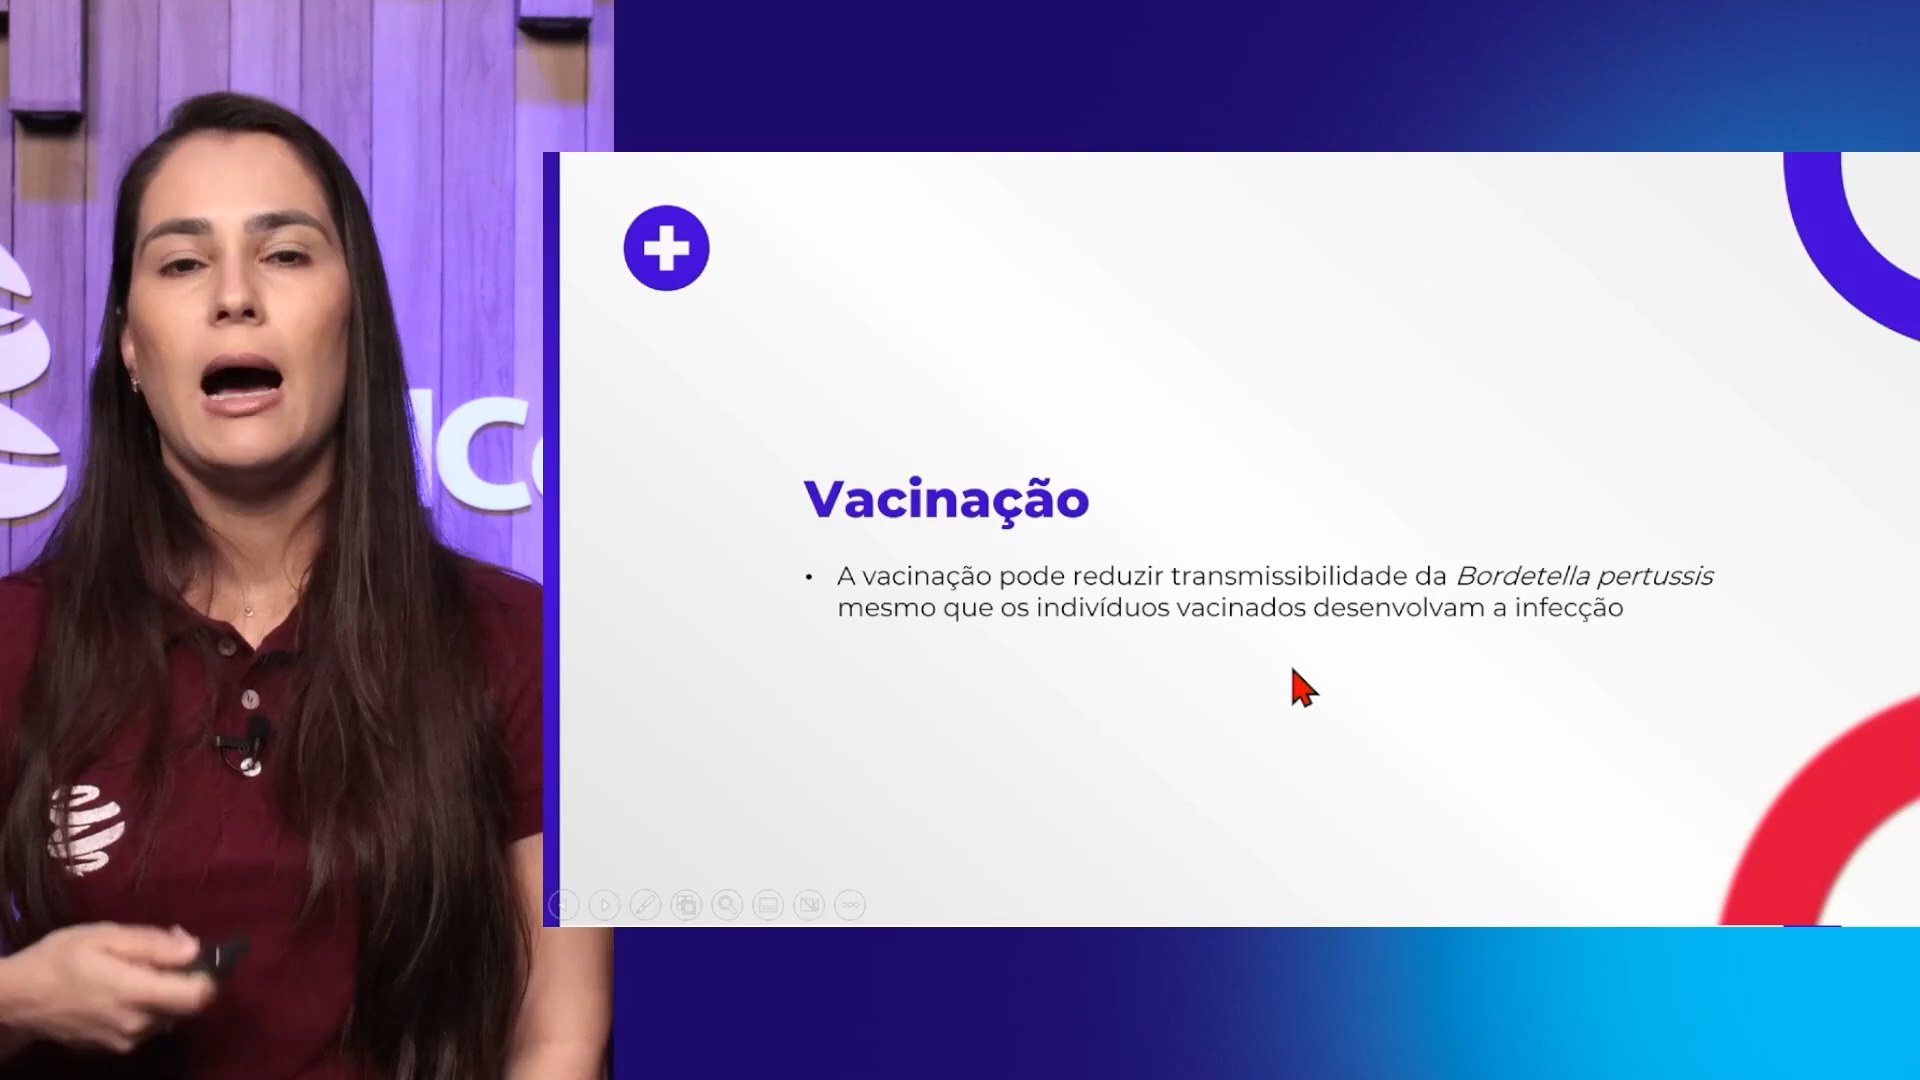 Vacinação
• A vacinação pode reduzir transmissibilidade da Bordetella pertussis
mesmo que os indivíduos vacinados desenvolvam a infecção